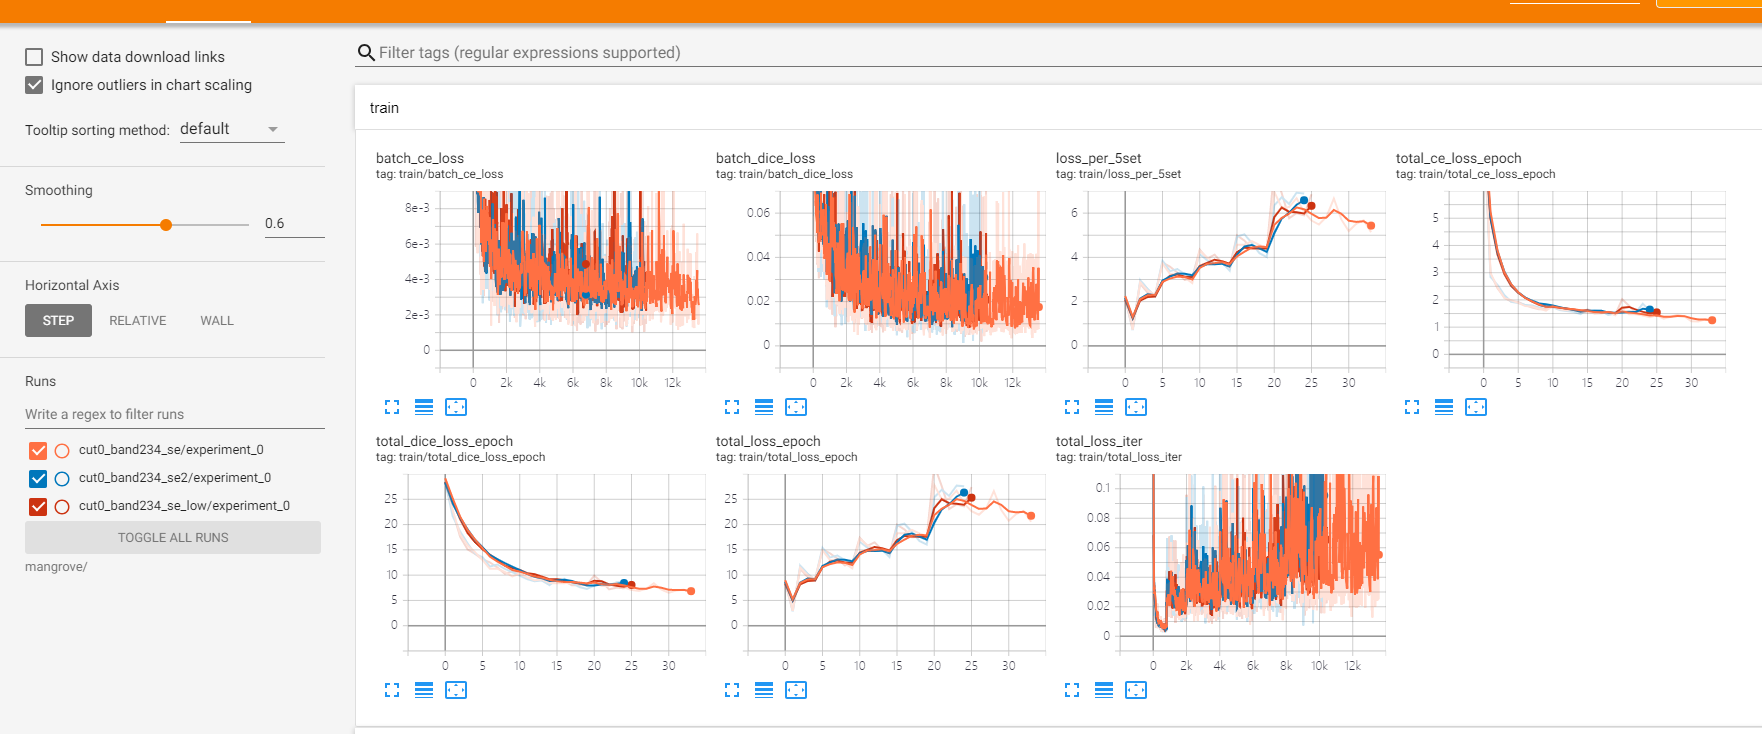 Show data download links
Ignore outliers in chart scaling
Tooltip sorting method: default
Smoothing
0.6
Horizontal Axis
STEP RELATIVE WALL
Runs
Write a regex to filter runs
cut0_band234_se/experiment_0
cut0_band234_se2/experiment_0
cut0_band234_se_low/experiment_0
TOGGLE ALL RUNS
mangrove/
Filter tags (regular expressions supported)
train
batch_ce_loss
tag: train/batch_ce_loss
8e-3
6e-3
4e-3
2e-3
0
0 2k 4k 6k 8k 10k 12k
batch_dice_loss
tag: train/batch_dice_loss
0.06
0.04
0.02
0
0 2k 4k 6k 8k 10k 12k
loss_per_5set
tag: train/loss_per_5set
6
4
2
0
0 5 10 15 20 25 30
total_ce_loss_epoch
tag: train/total_ce_loss_epoch
5
4
3
2
1
0
0 5 10 15 20 25 30
total_dice_loss_epoch
tag: train/total_dice_loss_epoch
25
20
15
10
5
0
0 5 10 15 20 25 30
total_loss_epoch
tag: train/total_loss_epoch
25
20
15
10
5
0
0 5 10 15 20 25 30
total_loss_iter
tag: train/total_loss_iter
0.1
0.08
0.06
0.04
0.02
0
0 2k 4k 6k 8k 10k 12k